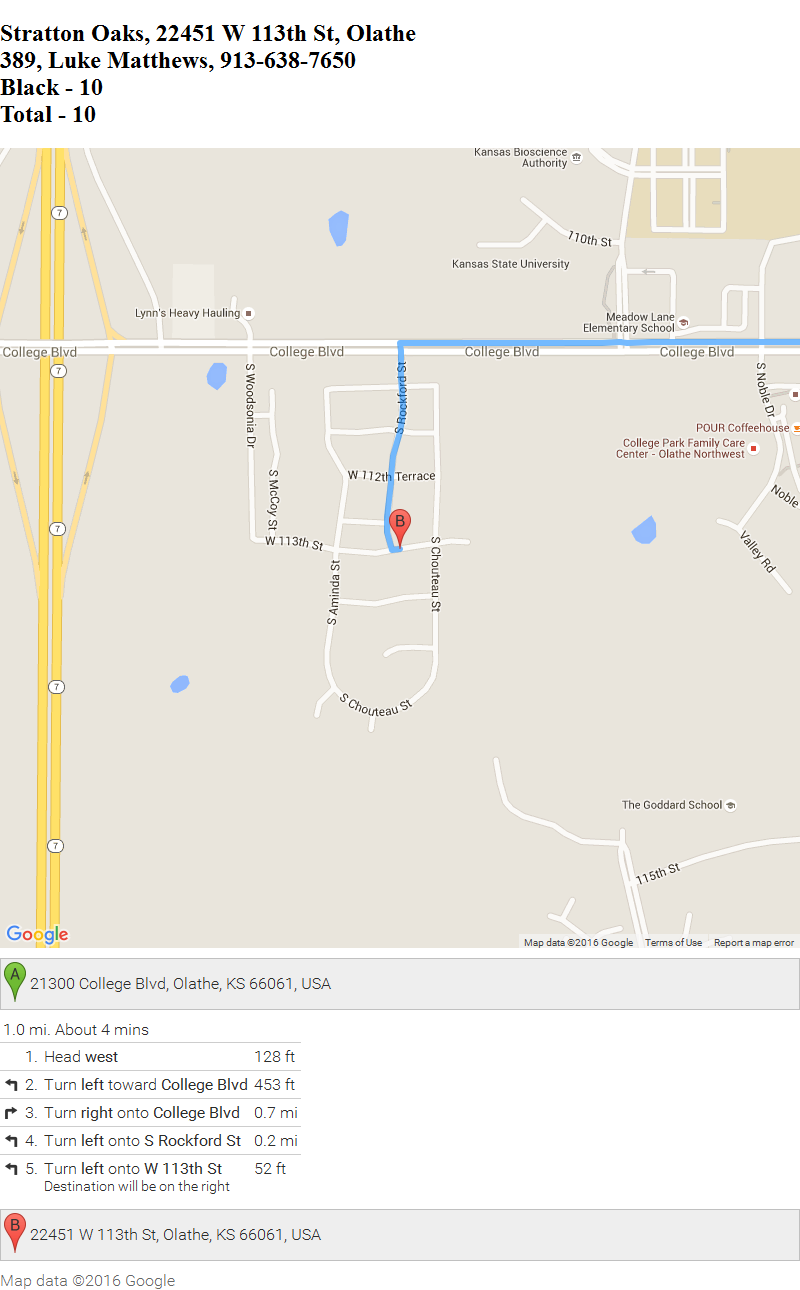 Stratton Oaks, 22451 W 113th St, Olathe
389, Luke Matthews, 913-638-7650
Black - 10
Total - 10
Kansas Bioscience
Authority
7
110th St
Kansas State University
Lynn's Heavy Hauling
Meadow Lane
Elementary School
College Blvd
College Blvd
College Blvd
College Blvd
7
S Woodsonia Dr
S Rockford St
S Noble Dr
POUR Coffeehouse
College Park Family Care
Center - Olathe Northwest
W 112th Terrace
S McCoy St
Noble
B
7
W 113th St
S Chouteau St
Valley Rd
S Aminda St
7
S Chouteau St
The Goddard School
7
115th St
Google
Map data ©2016 Google Terms of Use Report a map error
A 21300 College Blvd, Olathe, KS 66061, USA
1.0 mi. About 4 mins
1. Head west 128 ft
2. Turn left toward College Blvd 453 ft
3. Turn right onto College Blvd 0.7 mi
4. Turn left onto S Rockford St 0.2 mi
5. Turn left onto W 113th St 52 ft
Destination will be on the right
B 22451 W 113th St, Olathe, KS 66061, USA
Map data ©2016 Google